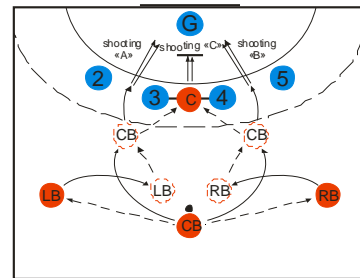 G
shooting «A»
shooting «C»
shooting «B»
2
5
3
C
4
CB
CB
LB
LB
RB
RB
CB